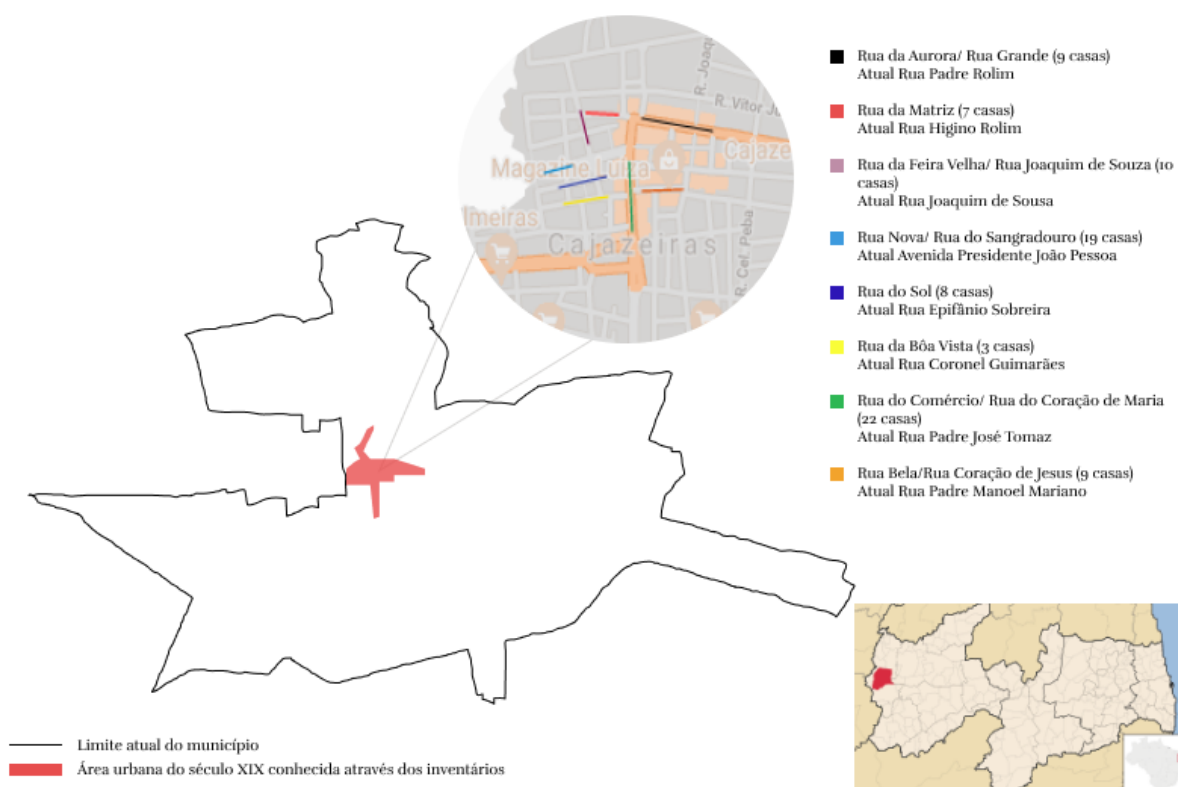 R. Joaqu
R. Vitor Ju
Cajaze
Magazine Luiza
lmeiras
Cajazeiras
R. Cel. Peba
Rua da Aurora/ Rua Grande (9 casas)
Atual Rua Padre Rolim
Rua da Matriz (7 casas)
Atual Rua Higino Rolim
Rua da Feira Velha/ Rua Joaquim de Souza (10
casas)
Atual Rua Joaquim de Sousa
Rua Nova/ Rua do Sangradouro (19 casas)
Atual Avenida Presidente João Pessoa
Rua do Sol (8 casas)
Atual Rua Epifânio Sobreira
Rua da Bôa Vista (3 casas)
Atual Rua Coronel Guimarães
Rua do Comércio/ Rua do Coração de Maria
(22 casas)
Atual Rua Padre José Tomaz
Rua Bela/Rua Coração de Jesus (9 casas)
Atual Rua Padre Manoel Mariano
Limite atual do município
Área urbana do século XIX conhecida através dos inventários